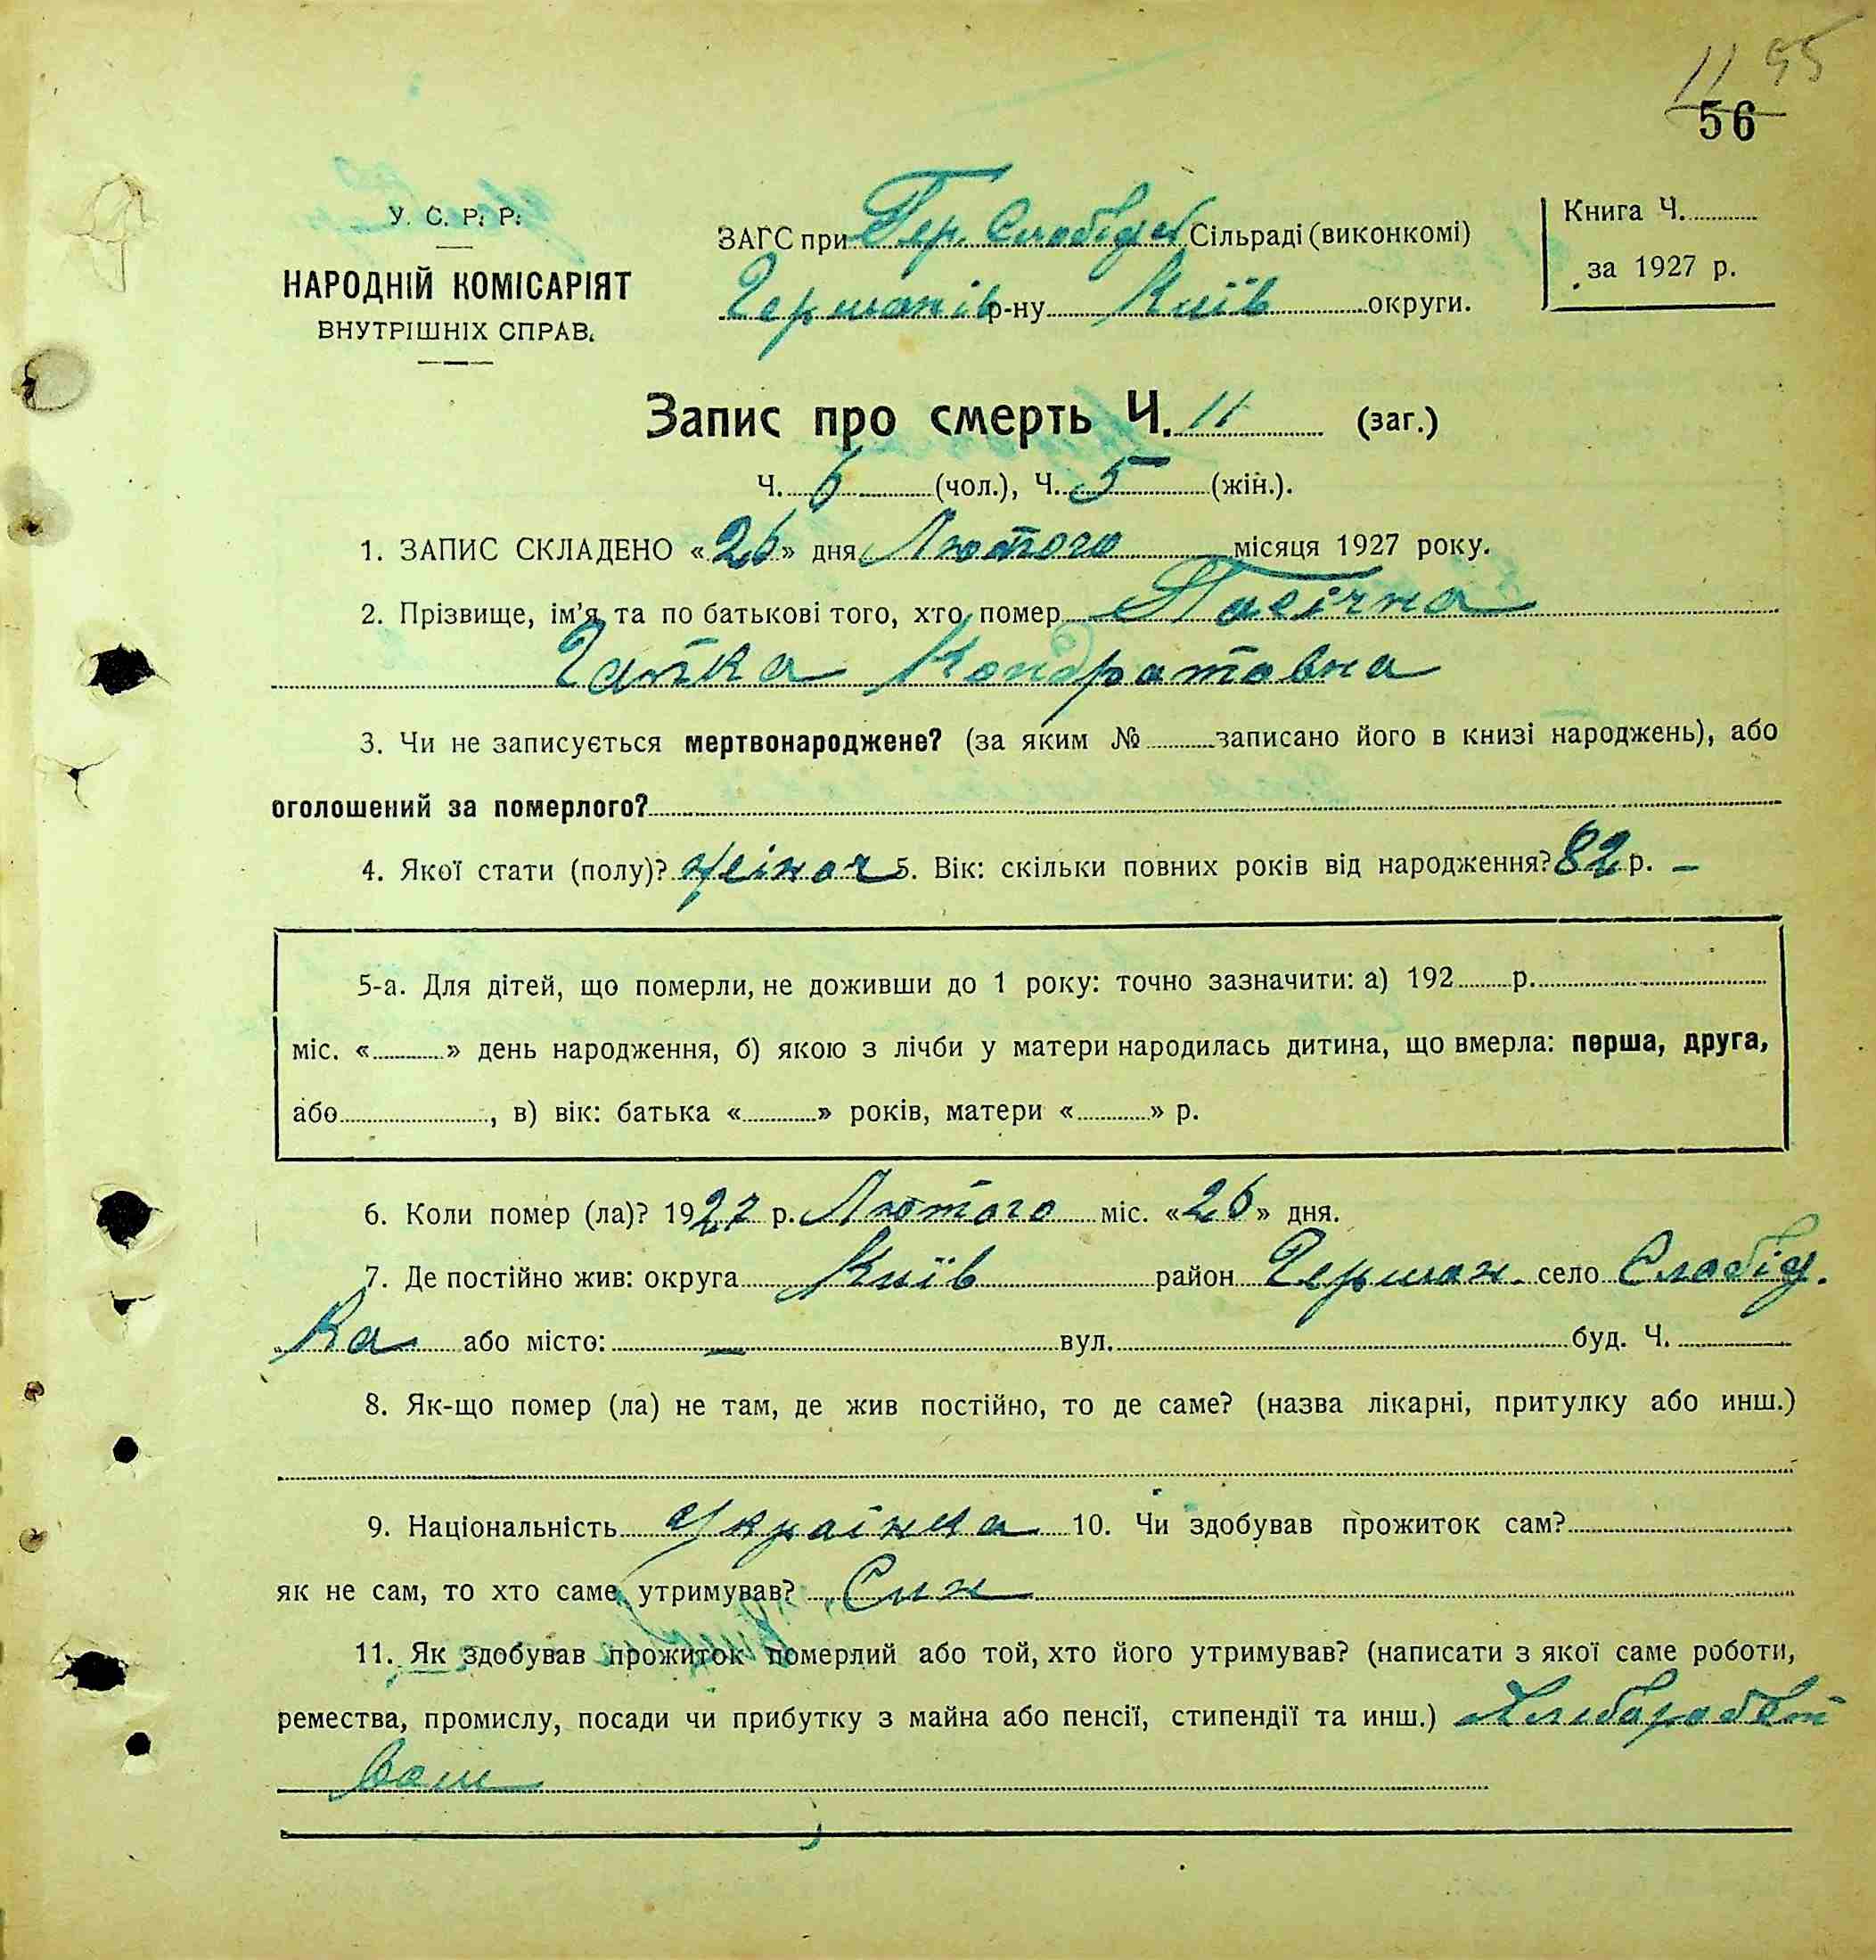 11 55
56
У. С. Р. Р.
НАРОДНІЙ КОМІСАРІЯТ
ВНУТРІШНІХ СПРАВ.
ЗАГС при Гер. Слобідск Сільраді (виконкомі)
Германів р-ну Київ округи.
Книга Ч.
за 1927 р.
Запис про смерть Ч. 11 (заг.)
Ч. 6 (чол.), Ч. 5 (жін.).
1. ЗАПИС СКЛАДЕНО «26» дня Лютого місяця 1927 року.
2. Прізвище, ім’я та по батькові того, хто помер Пасічна
Гапка Кондратовна
3. Чи не записується мертвонароджене? (за яким № записано його в книзі народжень), або
оголошений за померлого?
4. Якої стати (полу)? жіноч 5. Вік: скільки повних років від народження? 82 р. –
5-а. Для дітей, що померли, не доживши до 1 року: точно зазначити: а) 192 р.
міс. « » день народження, б) якою з лічби у матери народилась дитина, що вмерла: перша, друга,
або , в) вік: батька « » років, матери « » р.
6. Коли помер (ла)? 1927 р. Лютого міс. «26» дня.
7. Де постійно жив: округа Київ район Герман. село Слобід.
ка або місто: — вул. буд. Ч.
8. Як-що помер (ла) не там, де жив постійно, то де саме? (назва лікарні, притулку або инш.)
9. Національність Українка 10. Чи здобував прожиток сам?
як не сам, то хто саме утримував? Син
11. Як здобував прожиток померлий або той, хто його утримував? (написати з якої саме роботи,
ремества, промислу, посади чи прибутку з майна або пенсії, стипендії та инш.)